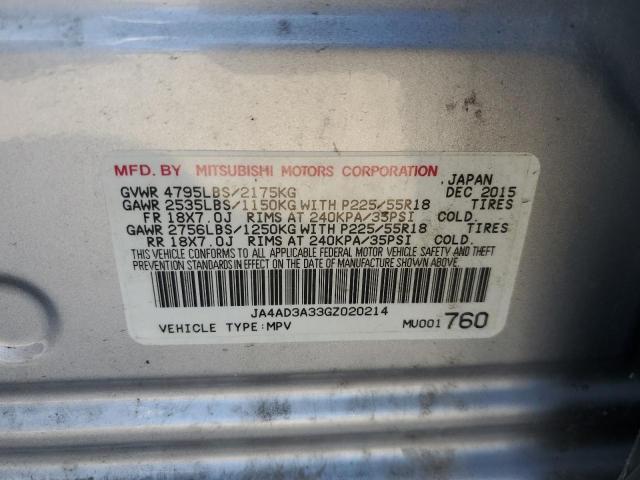 MFD. BY MITSUBISHI MOTORS CORPORATION JAPAN
GVWR 4795LBS/2175KG DEC 2015
GAWR 2535LBS/1150KG WITH P225/55R18 TIRES
FR 18X7.0J RIMS AT 240KPA/35PSI COLD.
GAWR 2756LBS/1250KG WITH P225/55R18 TIRES
RR 18X7.0J RIMS AT 240KPA/35PSI COLD.
THIS VEHICLE CONFORMS TO ALL APPLICABLE FEDERAL MOTOR VEHICLE SAFETY AND THEFT
PREVENTION STANDARDS IN EFFECT ON THE DATE OF MANUFACTURE SHOWN ABOVE.
JA4AD3A33GZ020214
VEHICLE TYPE:MPV MU001 760